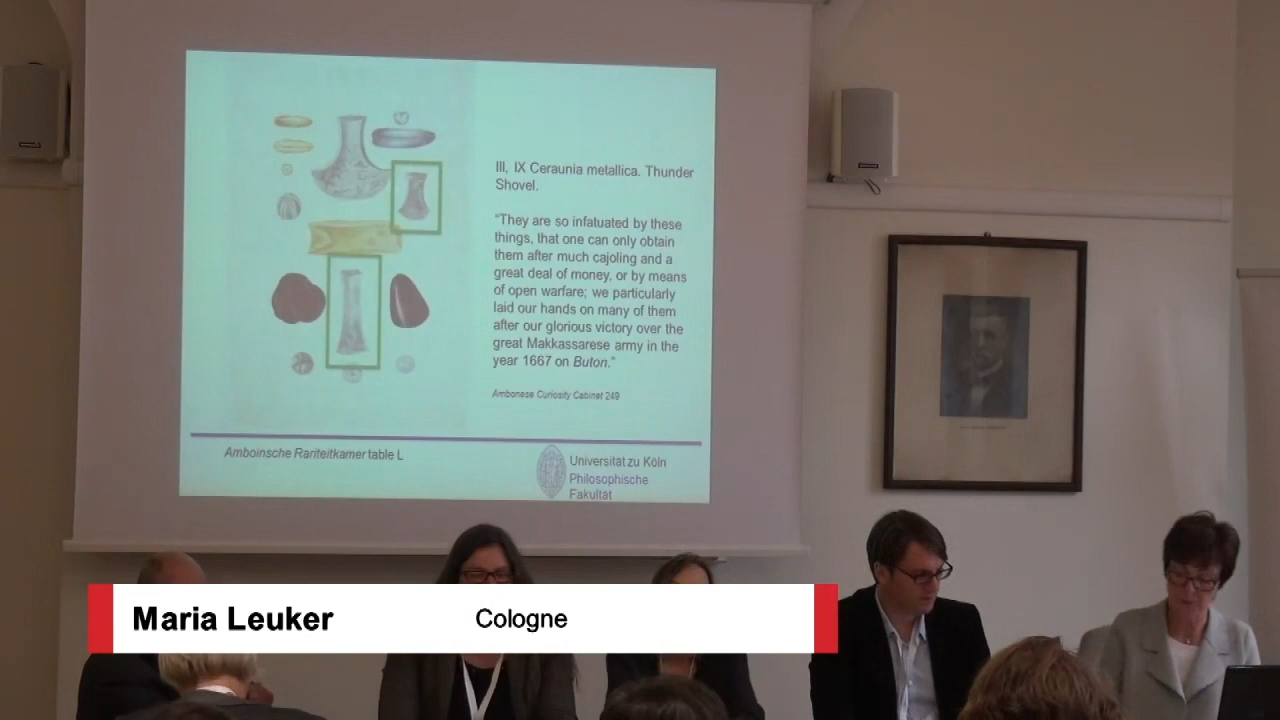 III, IX Ceraunia metallica. Thunder
Shovel.
“They are so infatuated by these
things, that one can only obtain
them after much cajoling and a
great deal of money, or by means
of open warfare; we particularly
laid our hands on many of them
after our glorious victory over the
great Makkassarese army in the
year 1667 on Buton.”
Ambonese Curiosity Cabinet 249
Amboinsche Rariteitkamer table L
Universität zu Köln
Philosophische
Fakultät
Maria Leuker
Cologne